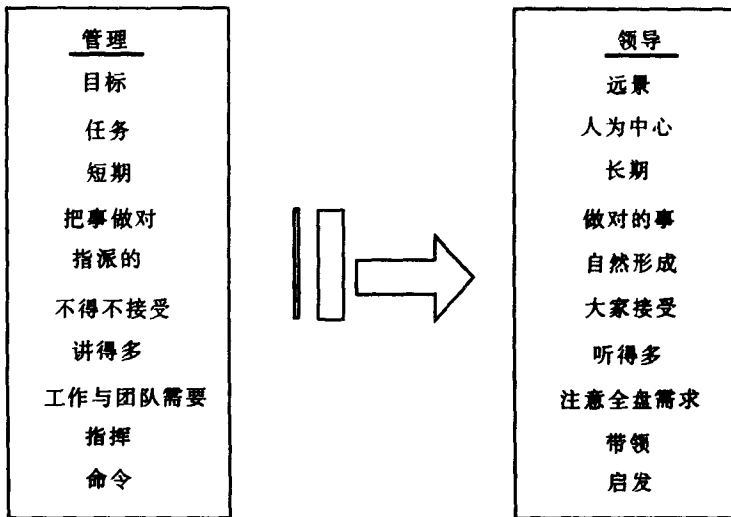 管理
目标
任务
短期
把事做对
指派的
不得不接受
讲得多
工作与团队需要
指挥
命令
领导
远景
人为中心
长期
做对的事
自然形成
大家接受
听得多
注意全盘需求
带领
启发